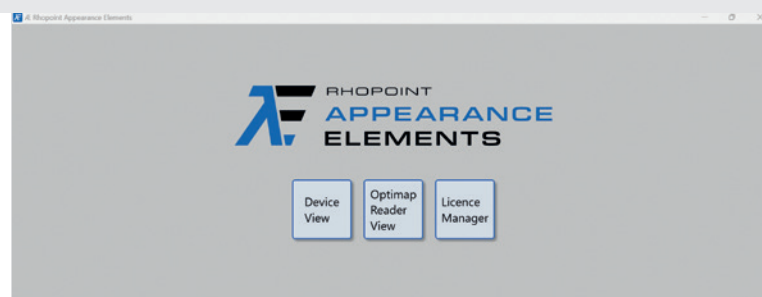 Rhopoint Appearance Elements
RHOPOINT
APPEARANCE
ELEMENTS
Device
View
Optimap
Reader
View
Licence
Manager